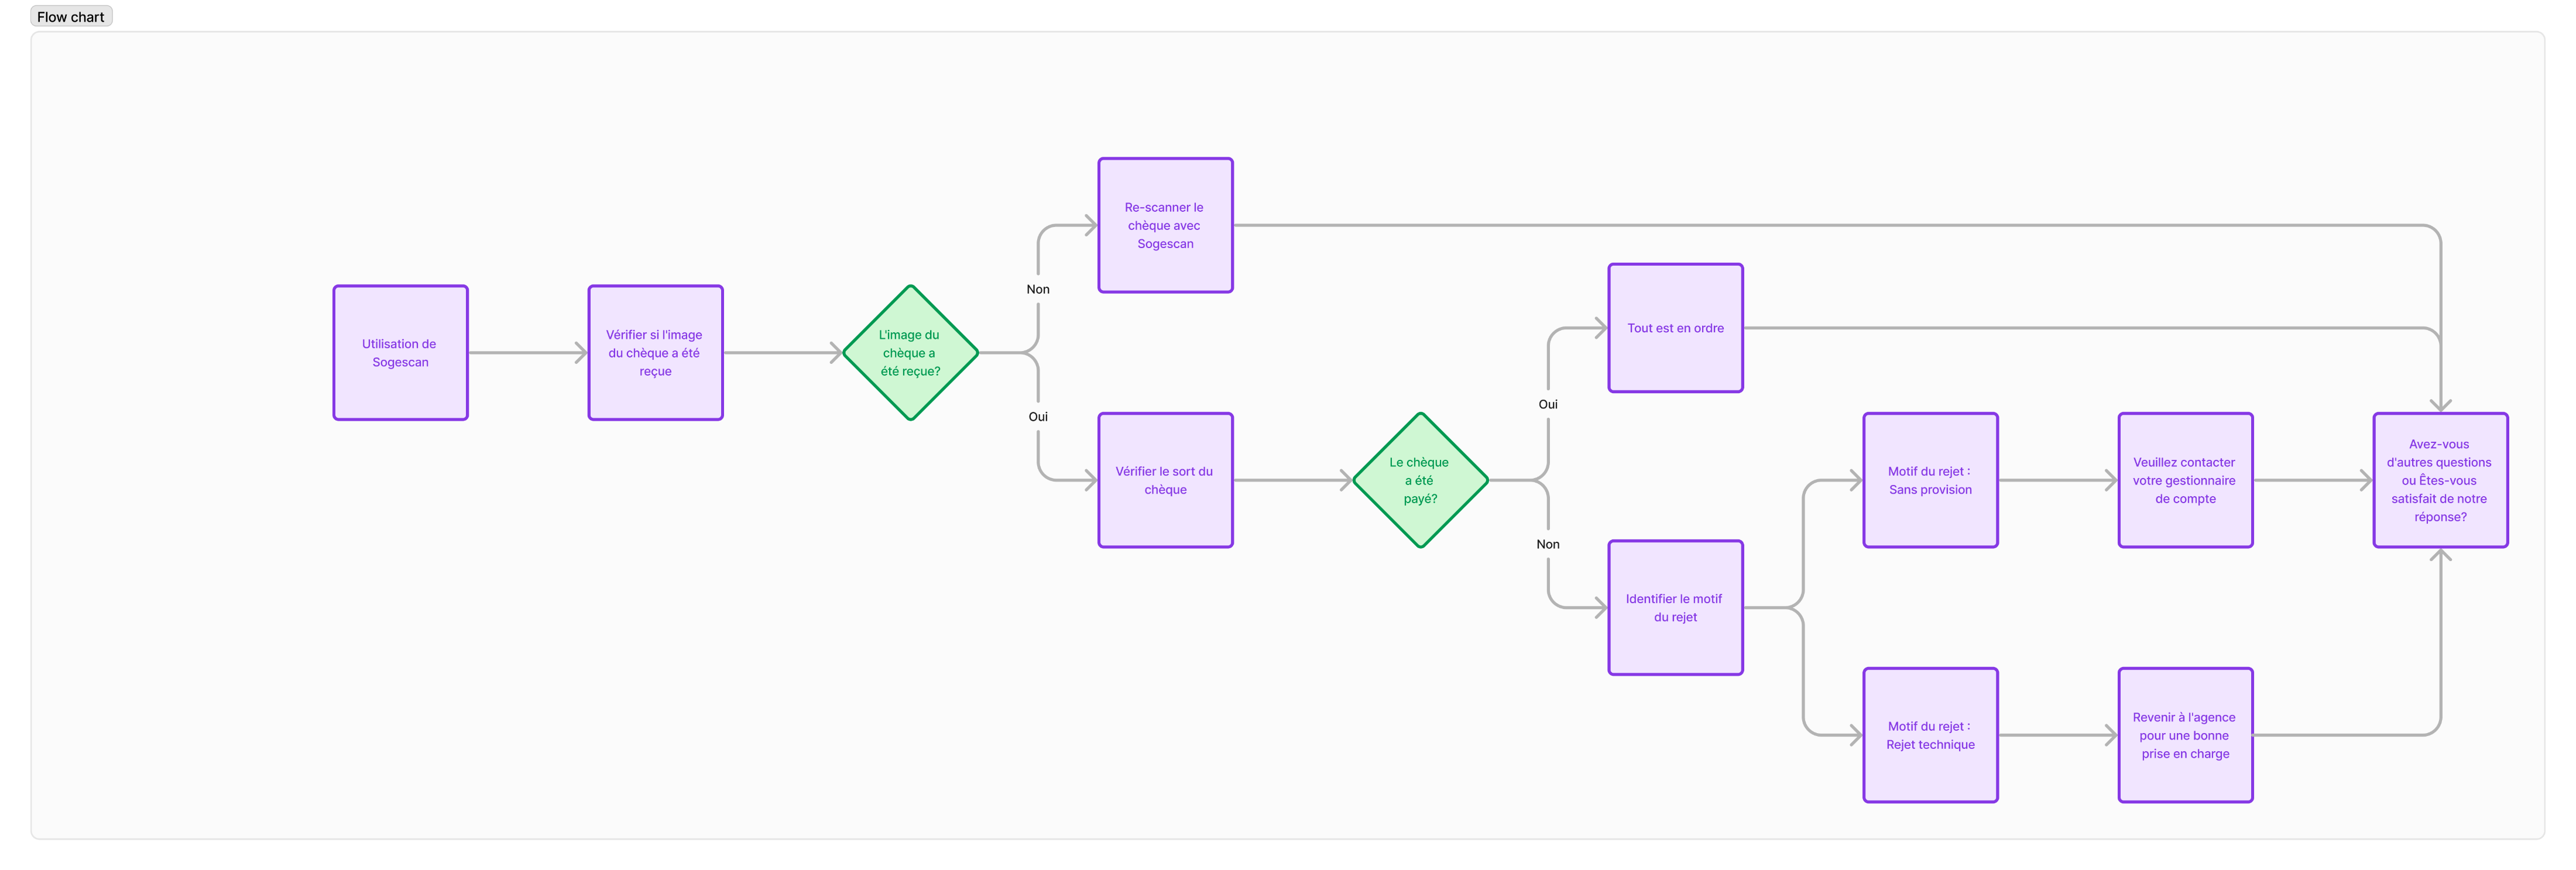 Flow chart
Utilisation de
Sogescan
Vérifier si l'image
du chèque a été
reçue
L'image du
chèque a
été reçue?
Non
Oui
Re-scanner le
chèque avec
Sogescan
Vérifier le sort du
chèque
Le chèque
a été
payé?
Oui
Non
Tout est en ordre
Identifier le motif
du rejet
Motif du rejet :
Sans provision
Veuillez contacter
votre gestionnaire
de compte
Motif du rejet :
Rejet technique
Revenir à l'agence
pour une bonne
prise en charge
Avez-vous
d'autres questions
ou Êtes-vous
satisfait de notre
réponse?